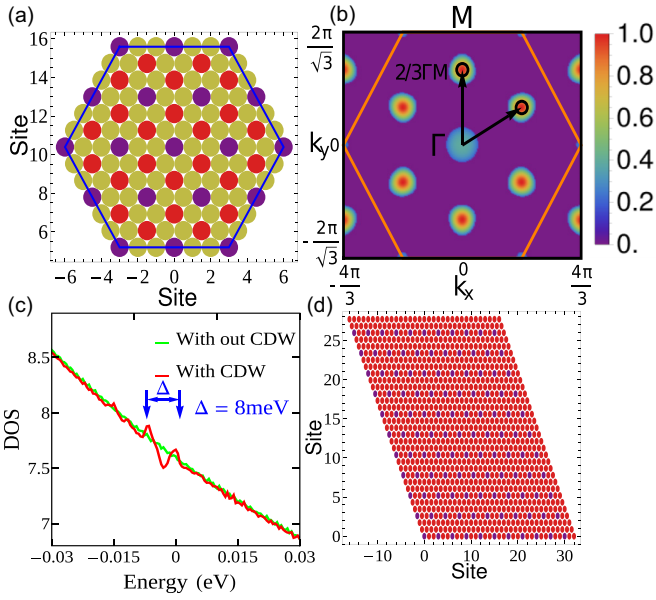 (a)
16
14
12
10
8
6
Site
−6 −4 −2 0 2 4 6
Site
(b)
M
2π
√3
2/3ΓM
Γ
k_y 0
-2π
√3
-4π
3
0
k_x
4π
3
1.0
0.8
0.6
0.4
0.2
0.
(c)
8.5
8
7.5
7
DOS
With out CDW
With CDW
Δ
Δ = 8meV
−0.03 −0.015 0 0.015 0.03
Energy (eV)
(d)
25
20
15
10
5
0
Site
−10 0 10 20 30
Site